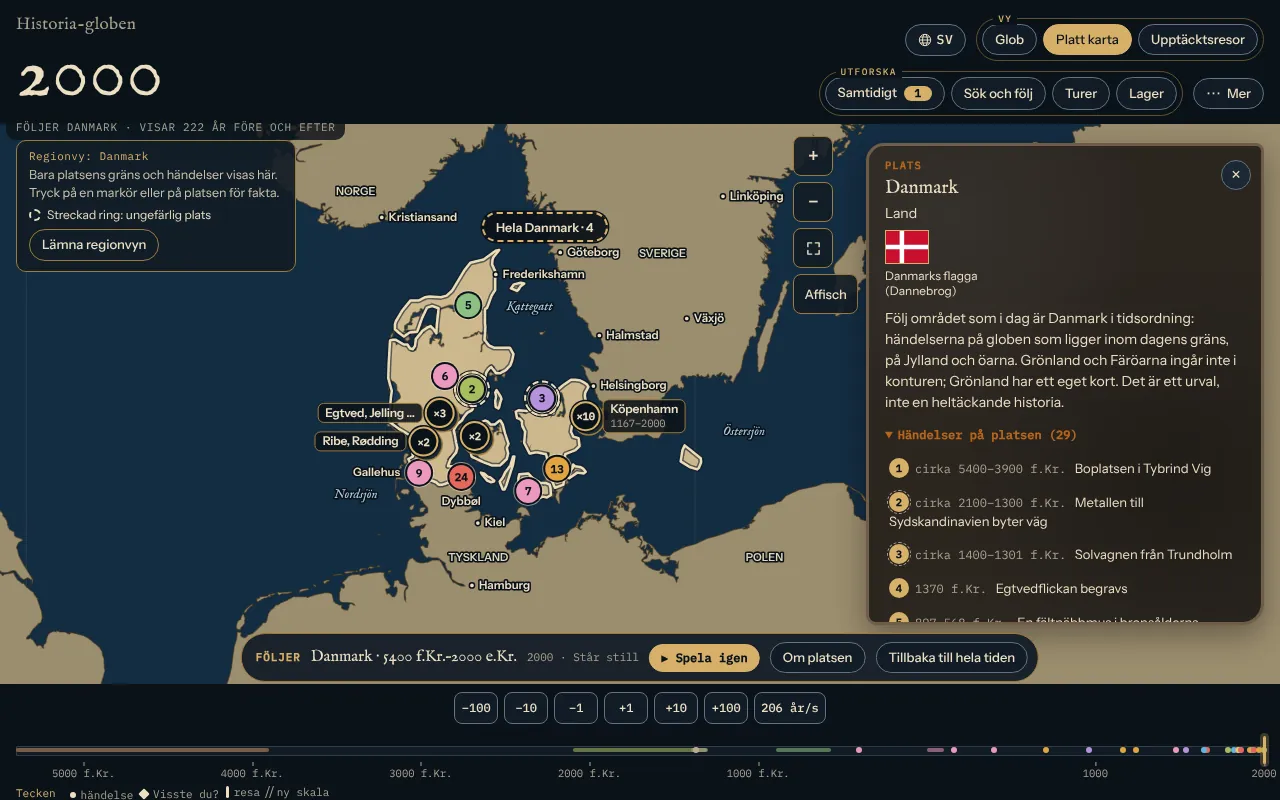 Historia-globen
2000
SV
VY
Glob
Platt karta
Upptäcktsresor
UTFORSKA
Samtidigt 1
Sök och följ
Turer
Lager
··· Mer
FÖLJER DANMARK · VISAR 222 ÅR FÖRE OCH EFTER
Regionvy: Danmark
Bara platsens gräns och händelser visas här.
Tryck på en markör eller på platsen för fakta.
Streckad ring: ungefärlig plats
Lämna regionvyn
NORGE
Kristiansand
Hela Danmark · 4
Göteborg
SVERIGE
Linköping
Frederikshamn
Kattegatt
5
Växjö
Halmstad
6
2
3
Helsingborg
Egtved, Jelling ...
×3
×10
Köpenhamn
1167–2000
Ribe, Rødding
×2
×2
Östersjön
Gallehus
9
24
13
Nordsjön
7
Dybbøl
Kiel
TYSKLAND
POLEN
Hamburg
+
−
Affisch
PLATS
×
Danmark
Land
Danmarks flagga
(Dannebrog)
Följ området som i dag är Danmark i tidsordning:
händelserna på globen som ligger inom dagens gräns,
på Jylland och öarna. Grönland och Färöarna ingår inte i
konturen; Grönland har ett eget kort. Det är ett urval,
inte en heltäckande historia.
▼ Händelser på platsen (29)
1 cirka 5400–3900 f.Kr. Boplatsen i Tybrind Vig
2 cirka 2100–1300 f.Kr. Metallen till
Sydskandinavien byter väg
3 cirka 1400–1301 f.Kr. Solvagnen från Trundholm
4 1370 f.Kr. Egtvedflickan begravs
FÖLJER Danmark · 5400 f.Kr.–2000 e.Kr. 2000 · Står still
▶ Spela igen
Om platsen
Tillbaka till hela tiden
−100
−10
−1
+1
+10
+100
206 år/s
5000 f.Kr.
4000 f.Kr.
3000 f.Kr.
2000 f.Kr.
1000 f.Kr.
1000
2000
Tecken
händelse
Visste du?
resa
// ny skala